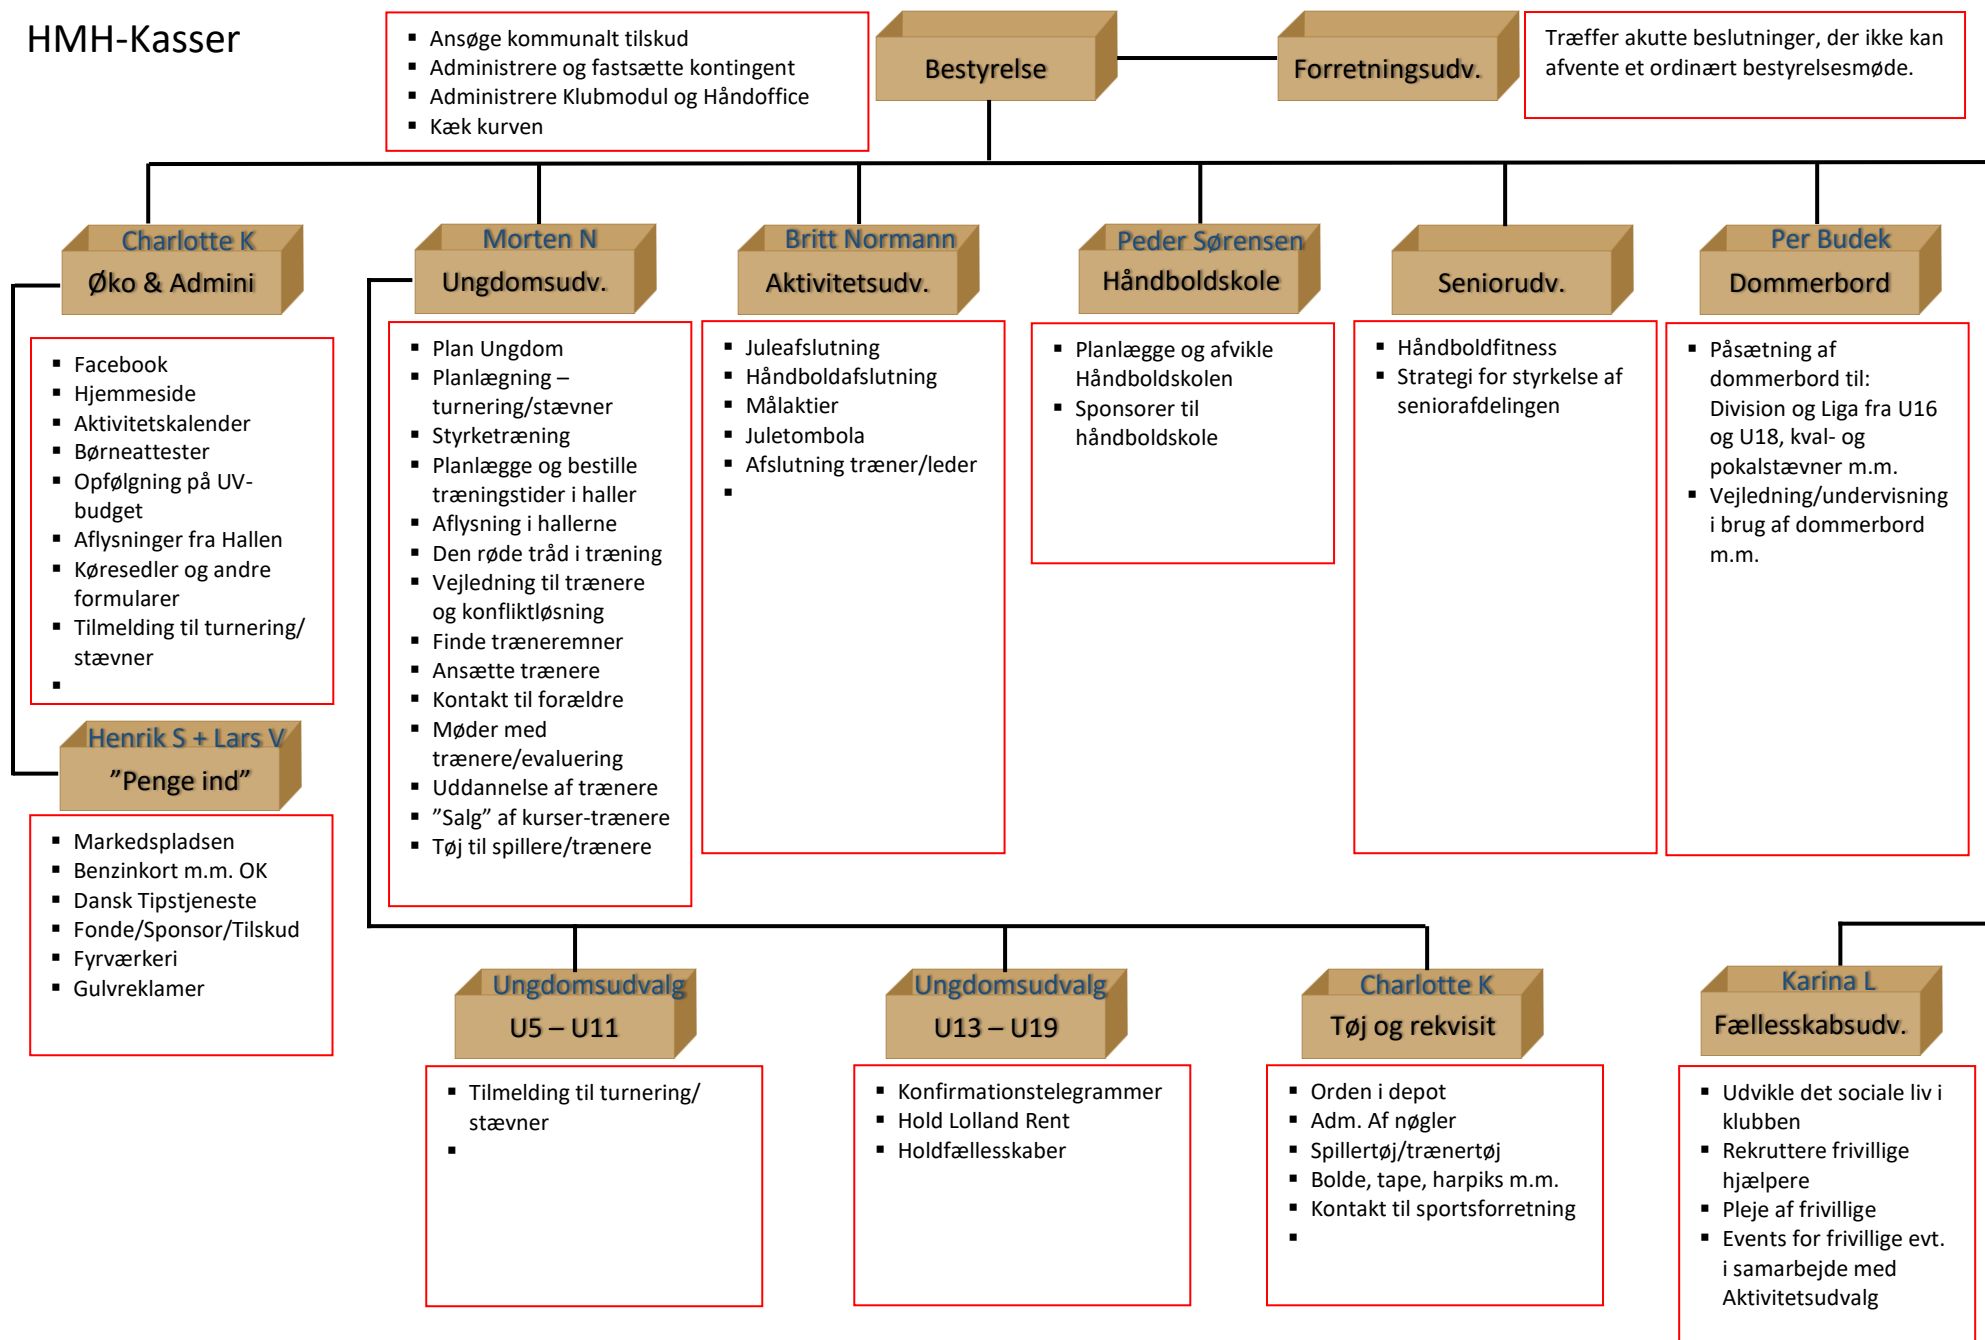 HMH-Kasser
▪ Ansøge kommunalt tilskud
▪ Administrere og fastsætte kontingent
▪ Administrere Klubmodul og Håndoffice
▪ Kæk kurven
Bestyrelse
Forretningsudv.
Træffer akutte beslutninger, der ikke kan
afvente et ordinært bestyrelsesmøde.
Charlotte K
Øko & Admini
▪ Facebook
▪ Hjemmeside
▪ Aktivitetskalender
▪ Børneattester
▪ Opfølgning på UV-
budget
▪ Aflysninger fra Hallen
▪ Køresedler og andre
formularer
▪ Tilmelding til turnering/
stævner
▪
Henrik S + Lars V
”Penge ind”
▪ Markedspladsen
▪ Benzinkort m.m. OK
▪ Dansk Tipstjeneste
▪ Fonde/Sponsor/Tilskud
▪ Fyrværkeri
▪ Gulvreklamer
Morten N
Ungdomsudv.
▪ Plan Ungdom
▪ Planlægning –
turnering/stævner
▪ Styrketræning
▪ Planlægge og bestille
træningstider i haller
▪ Aflysning i hallerne
▪ Den røde tråd i træning
▪ Vejledning til trænere
og konfliktløsning
▪ Finde træneremner
▪ Ansætte trænere
▪ Kontakt til forældre
▪ Møder med
trænere/evaluering
▪ Uddannelse af trænere
▪ ”Salg” af kurser-trænere
▪ Tøj til spillere/trænere
Britt Normann
Aktivitetsudv.
▪ Juleafslutning
▪ Håndboldafslutning
▪ Målaktier
▪ Juletombola
▪ Afslutning træner/leder
▪
Peder Sørensen
Håndboldskole
▪ Planlægge og afvikle
Håndboldskolen
▪ Sponsorer til
håndboldskole
Seniorudv.
▪ Håndboldfitness
▪ Strategi for styrkelse af
seniorafdelingen
Per Budek
Dommerbord
▪ Påsætning af
dommerbord til:
Division og Liga fra U16
og U18, kval- og
pokalstævner m.m.
▪ Vejledning/undervisning
i brug af dommerbord
m.m.
Ungdomsudvalg
U5 – U11
▪ Tilmelding til turnering/
stævner
▪
Ungdomsudvalg
U13 – U19
▪ Konfirmationstelegrammer
▪ Hold Lolland Rent
▪ Holdfællesskaber
Charlotte K
Tøj og rekvisit
▪ Orden i depot
▪ Adm. Af nøgler
▪ Spillertøj/trænertøj
▪ Bolde, tape, harpiks m.m.
▪ Kontakt til sportsforretning
▪
Karina L
Fællesskabsudv.
▪ Udvikle det sociale liv i
klubben
▪ Rekruttere frivillige
hjælpere
▪ Pleje af frivillige
▪ Events for frivillige evt.
i samarbejde med
Aktivitetsudvalg